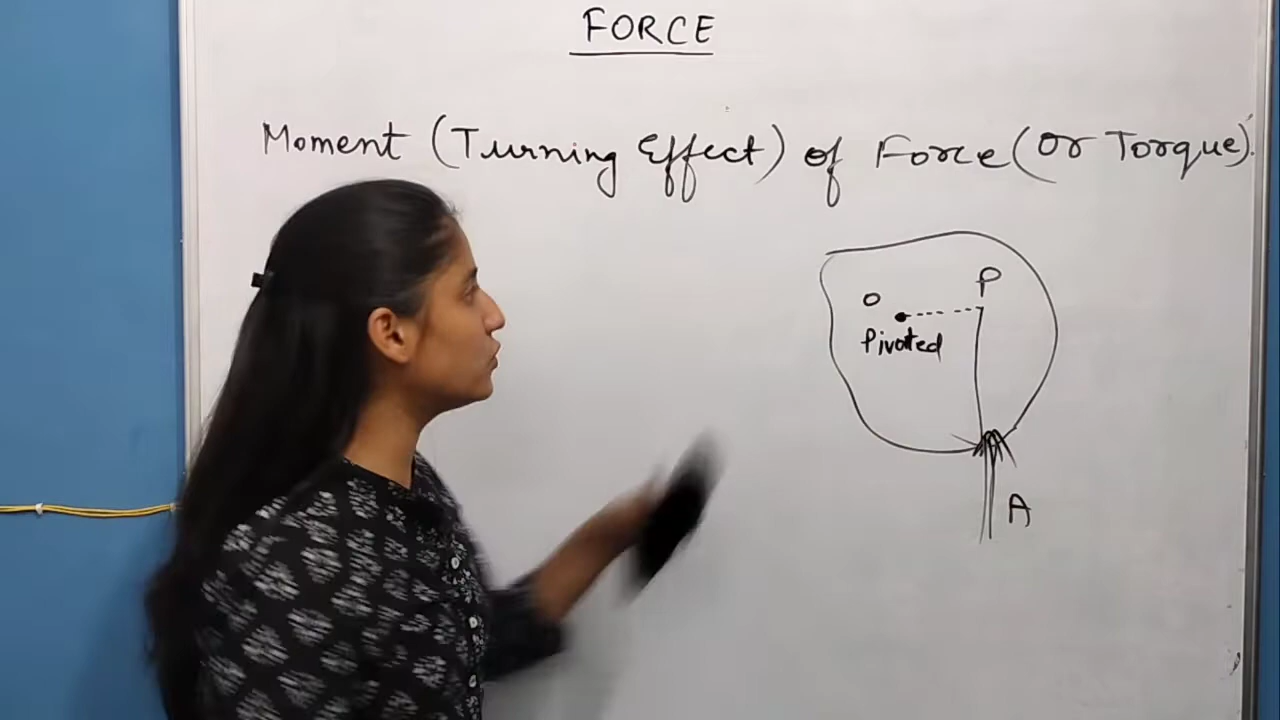 FORCE
Moment (Turning Effect) of Force (Or Torque).
O
P
Pivoted
A